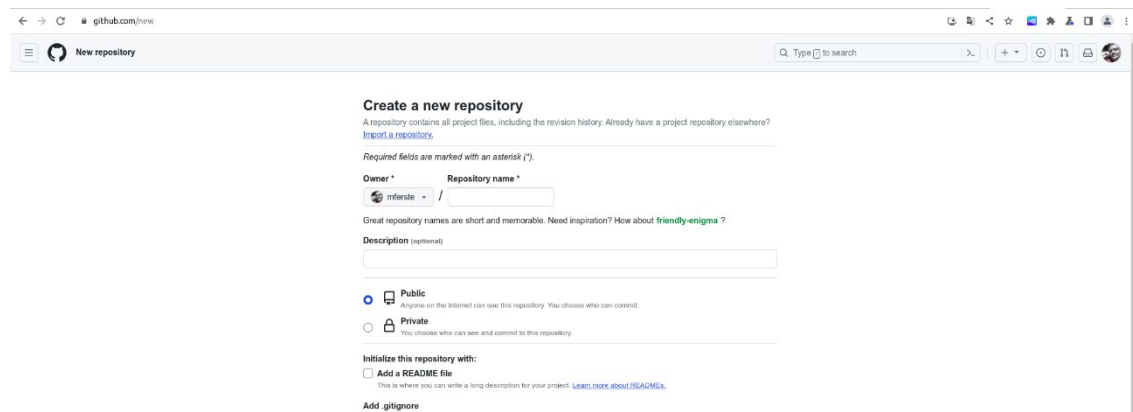 github.com/new
New repository
Type / to search
Create a new repository
A repository contains all project files, including the revision history. Already have a project repository elsewhere?
Import a repository.
Required fields are marked with an asterisk (*).
Owner * Repository name *
mferste /
Great repository names are short and memorable. Need inspiration? How about friendly-enigma ?
Description (optional)
Public
Anyone on the internet can see this repository. You choose who can commit.
Private
You choose who can see and commit to this repository.
Initialize this repository with:
Add a README file
This is where you can write a long description for your project. Learn more about READMEs.
Add .gitignore